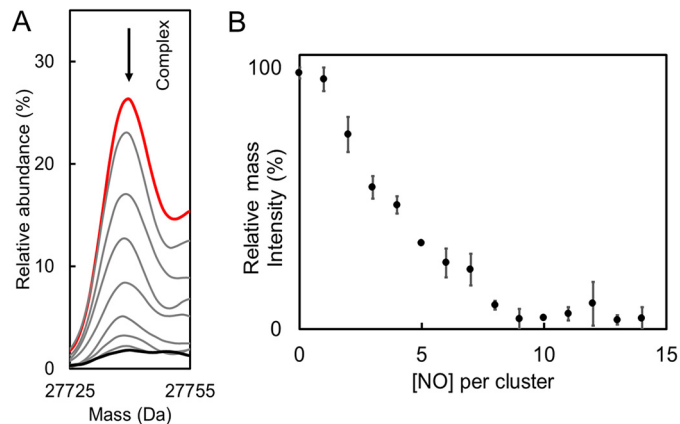 A
Relative abundance (%)
30
20
10
0
27725
27755
Mass (Da)
Complex
B
Relative mass
Intensity (%)
100
0
0
5
10
15
[NO] per cluster